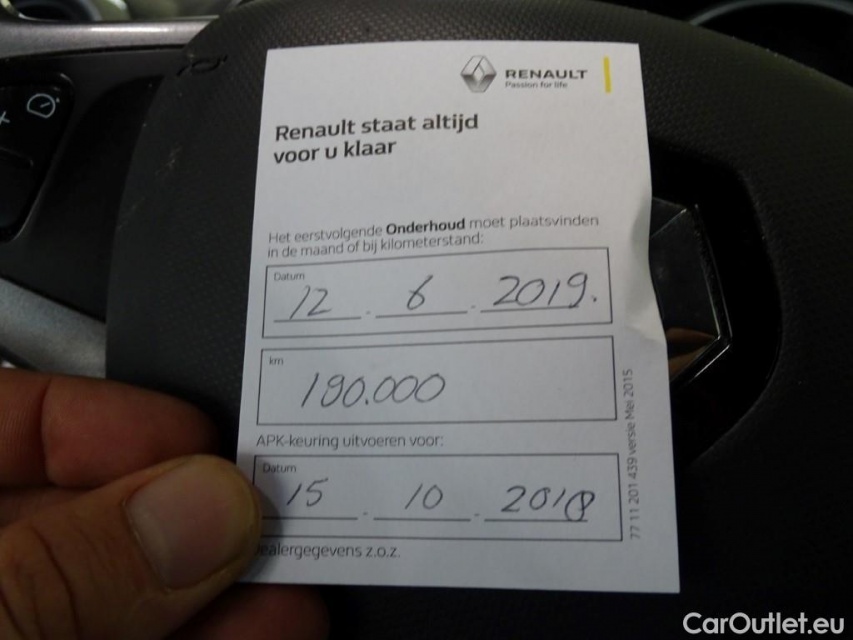 RENAULT
Passion for life
Renault staat altijd
voor u klaar
Het eerstvolgende Onderhoud moet plaatsvinden
in de maand of bij kilometerstand:
Datum
12 . 6 . 2019.
km
180.000
APK-keuring uitvoeren voor:
Datum
15 . 10 . 2018
ealergegevens z.o.z.
77 11 201 439 versie Mei 2015
CarOutlet.eu